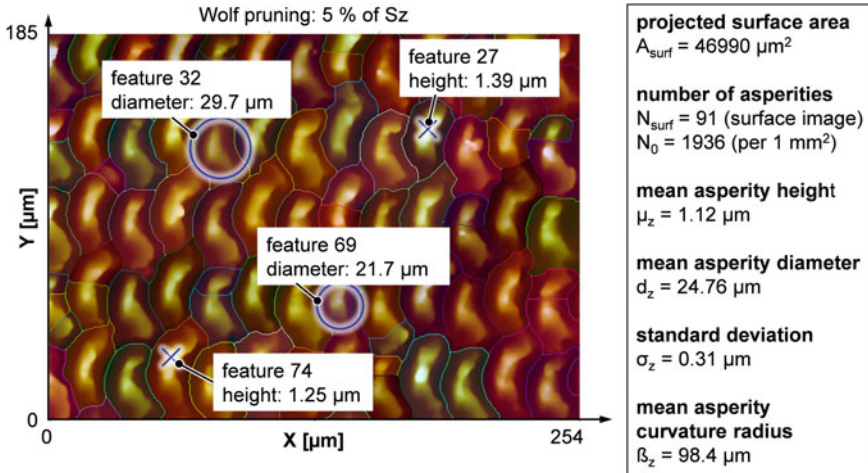 Wolf pruning: 5 % of Sz
185
feature 32
diameter: 29.7 µm
feature 27
height: 1.39 µm
Y [µm]
feature 69
diameter: 21.7 µm
feature 74
height: 1.25 µm
0
0
X [µm]
254
projected surface area
A_surf = 46990 µm²
number of asperities
N_surf = 91 (surface image)
N_0 = 1936 (per 1 mm²)
mean asperity height
µ_z = 1.12 µm
mean asperity diameter
d_z = 24.76 µm
standard deviation
σ_z = 0.31 µm
mean asperity
curvature radius
ß_z = 98.4 µm